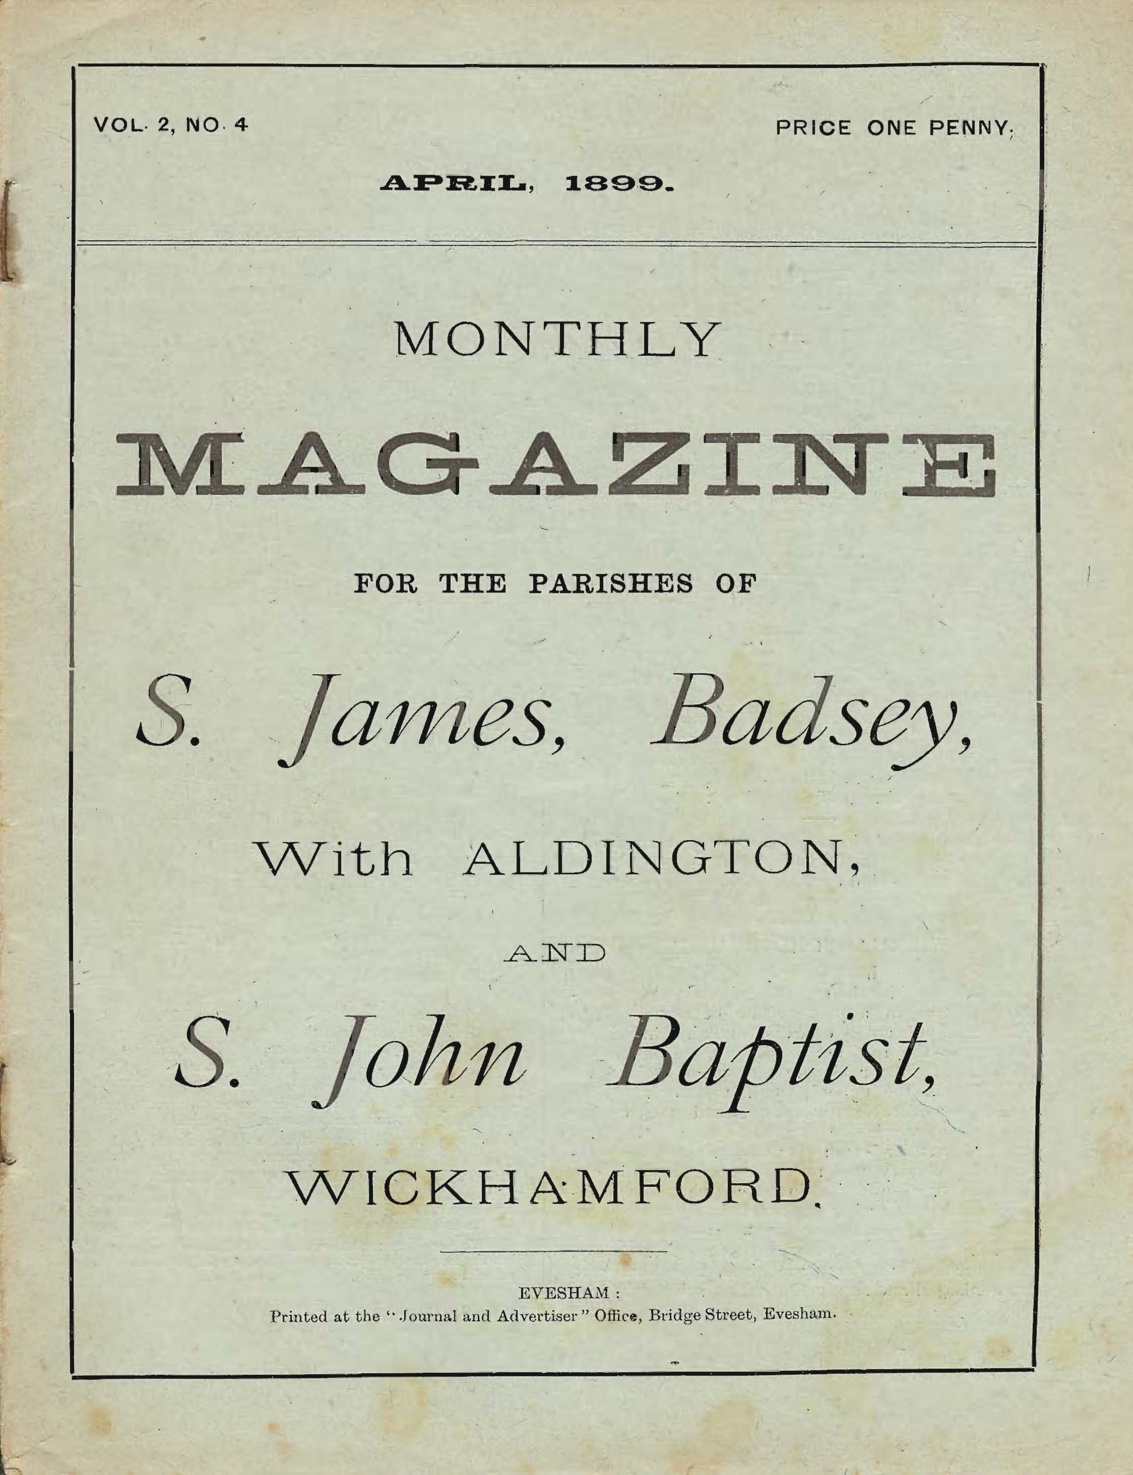 VOL. 2, NO. 4
PRICE ONE PENNY.
APRIL, 1899.
MONTHLY
MAGAZINE
FOR THE PARISHES OF
S. James, Badsey,
With ALDINGTON,
AND
S. John Baptist,
WICKHAMFORD.
EVESHAM :
Printed at the "Journal and Advertiser" Office, Bridge Street, Evesham.